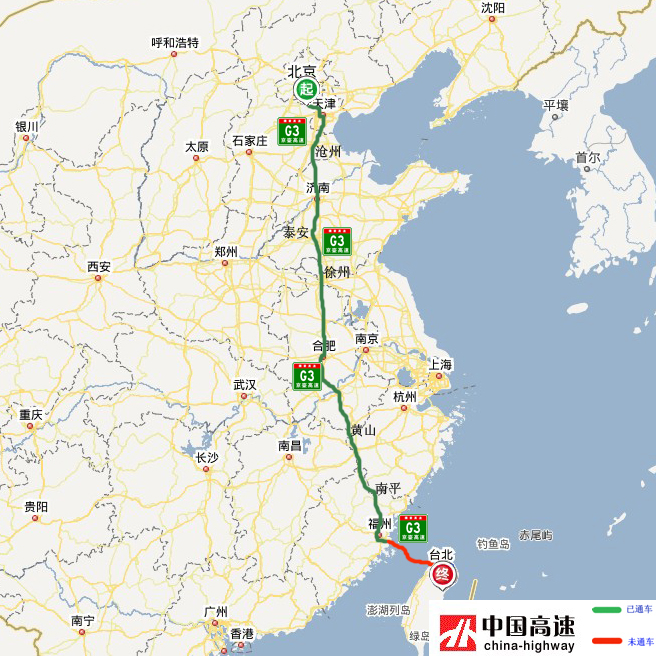 沈阳
呼和浩特
北京
起
天津
平壤
银川
G3
京台高速
太原
石家庄
沧州
首尔
济南
泰安
G3
京台高速
郑州
西安
徐州
合肥
南京
G3
京台高速
上海
武汉
杭州
重庆
黄山
南昌
长沙
南平
贵阳
福州
G3
京台高速
赤尾屿
钓鱼岛
台北
终
澎湖列岛
广州
南宁
香港
绿岛
中国高速
china-highway
已通车
未通车